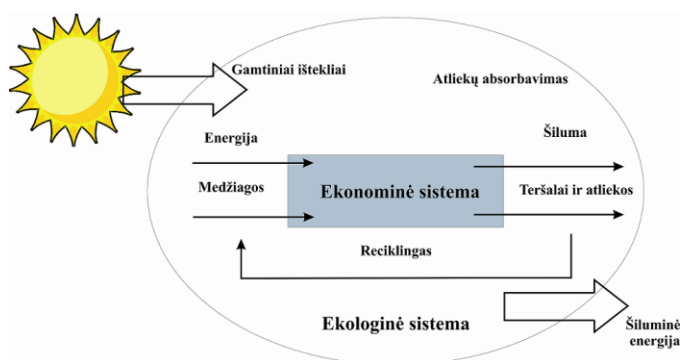 Gamtiniai ištekliai
Atliekų absorbavimas
Energija
Šiluma
Medžiagos
Ekonominė sistema
Teršalai ir atliekos
Reciklingas
Ekologinė sistema
Šiluminė
energija